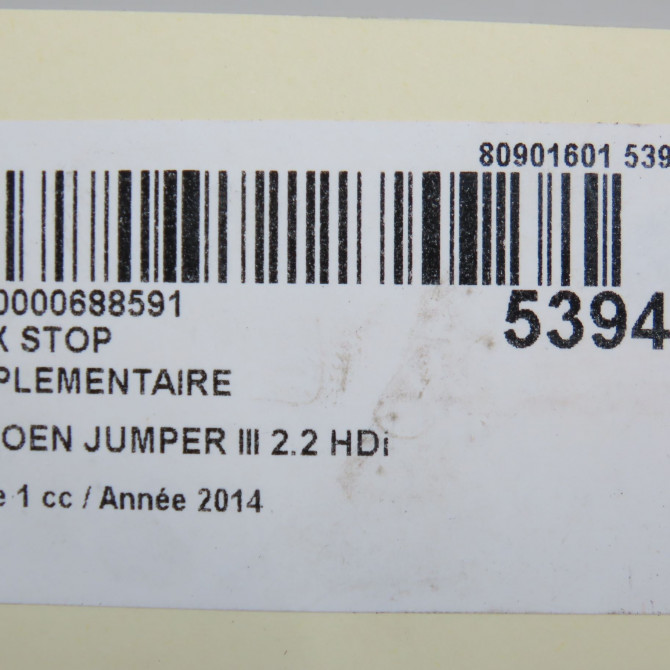 80901601 539
0000688591
5394
X STOP
PLEMENTAIRE
OEN JUMPER III 2.2 HDi
e 1 cc / Année 2014